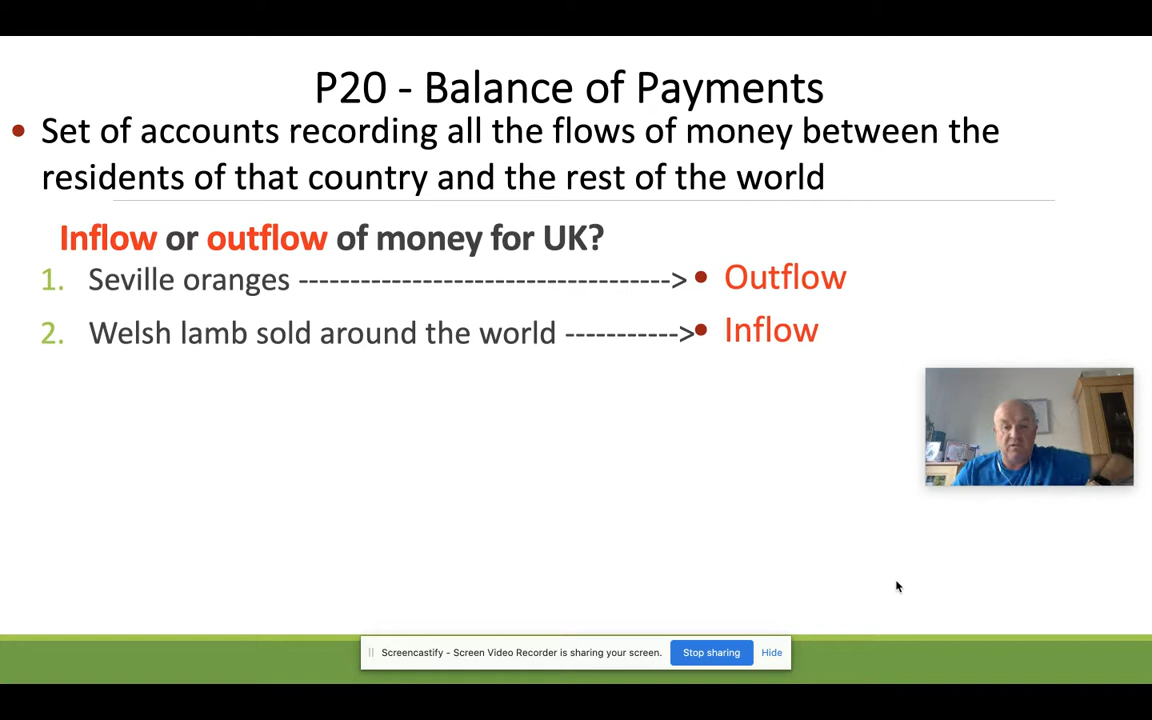 P20 - Balance of Payments
• Set of accounts recording all the flows of money between the
residents of that country and the rest of the world
Inflow or outflow of money for UK?
1. Seville oranges ------------------------------------> • Outflow
2. Welsh lamb sold around the world -----------> • Inflow
Screencastify - Screen Video Recorder is sharing your screen. Stop sharing Hide